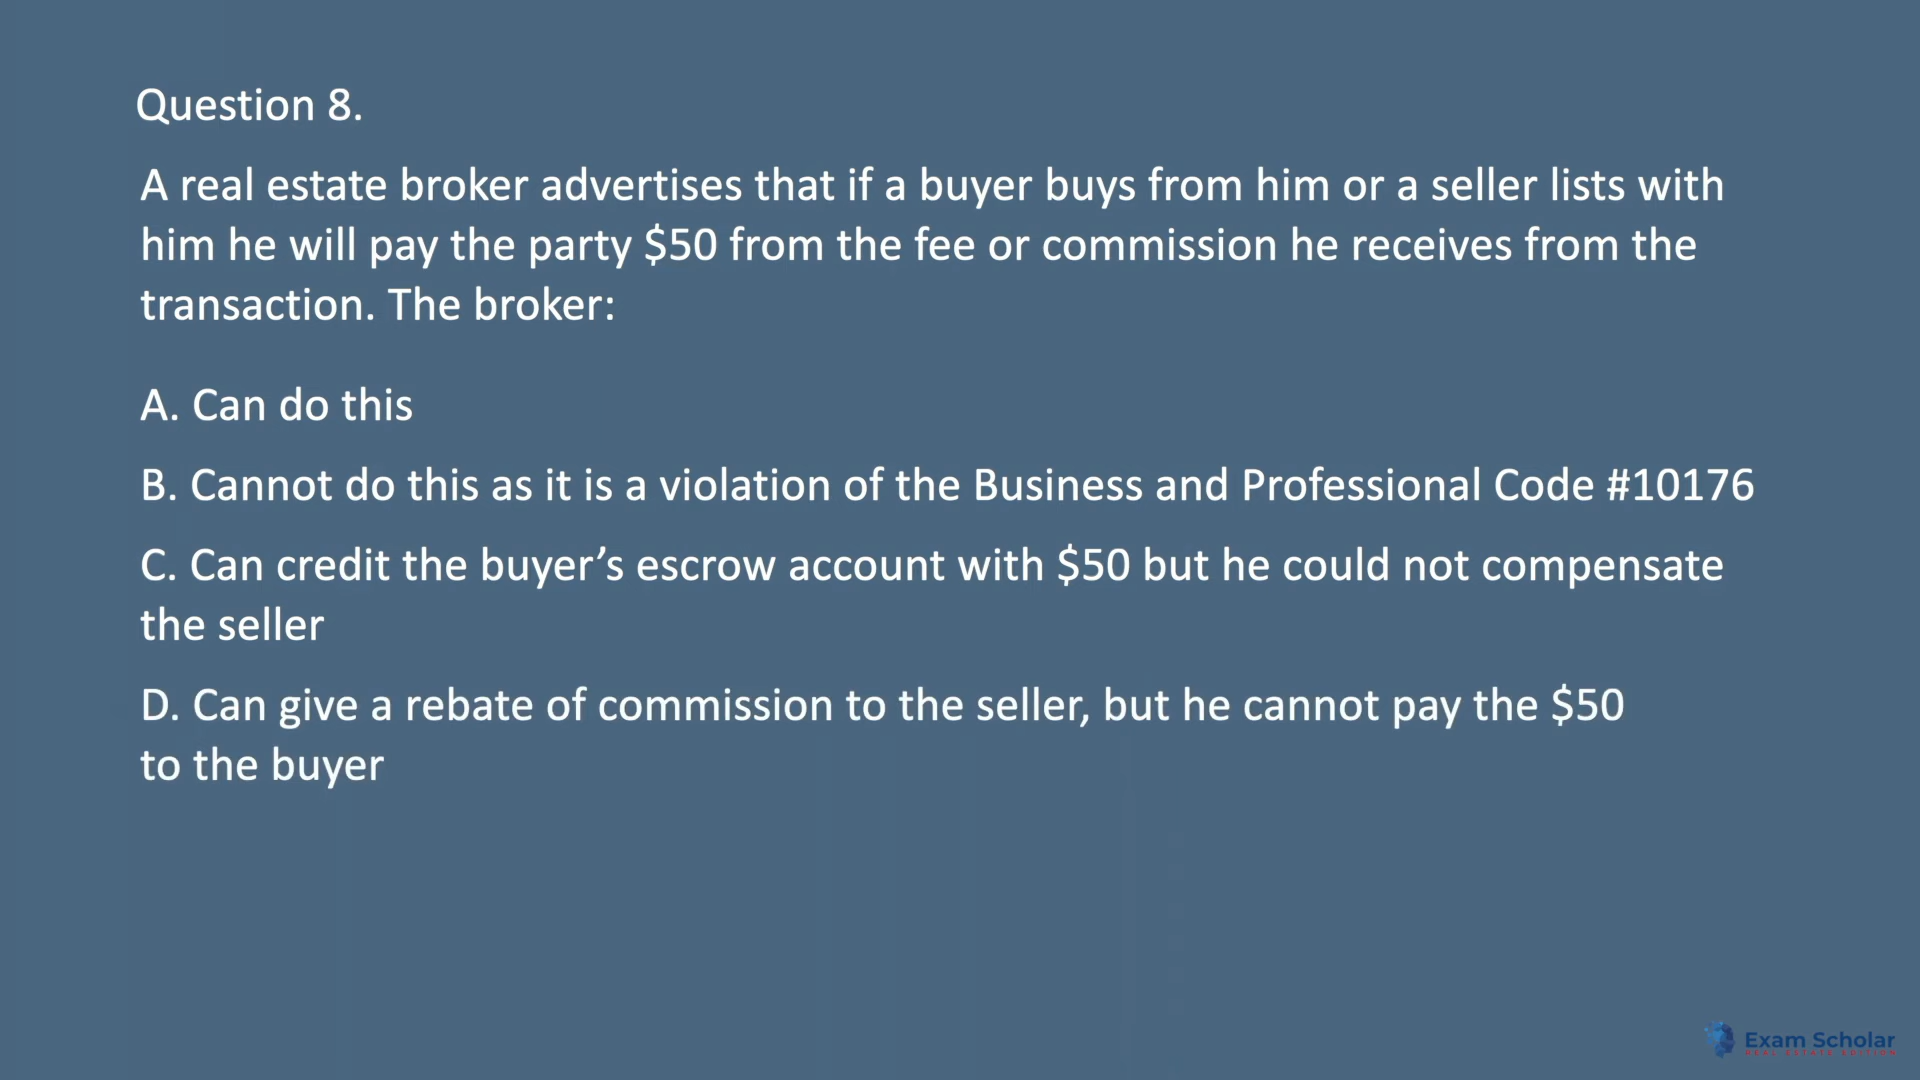 Question 8.
A real estate broker advertises that if a buyer buys from him or a seller lists with
him he will pay the party $50 from the fee or commission he receives from the
transaction. The broker:
A. Can do this
B. Cannot do this as it is a violation of the Business and Professional Code #10176
C. Can credit the buyer’s escrow account with $50 but he could not compensate
the seller
D. Can give a rebate of commission to the seller, but he cannot pay the $50
to the buyer
Exam Scholar
REAL ESTATE EDITION